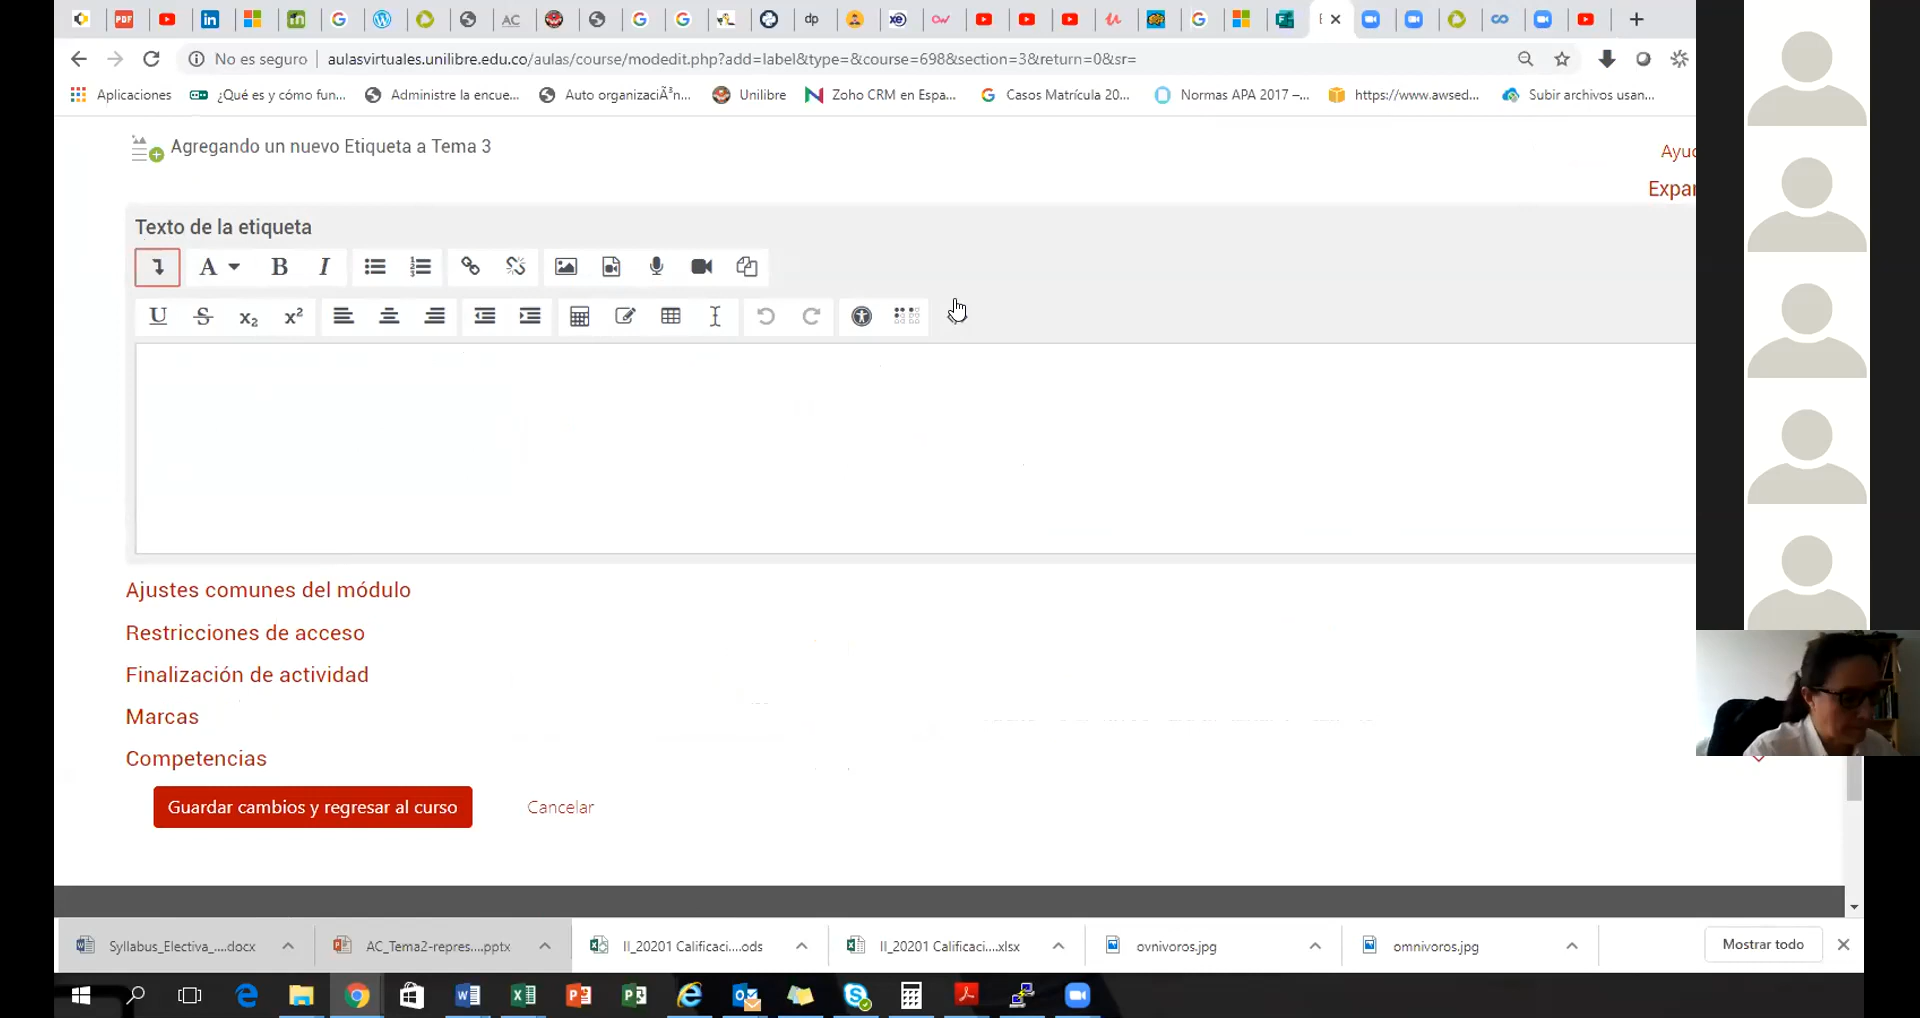 PDF
AC
dp
xe
No es seguro | aulasvirtuales.unilibre.edu.co/aulas/course/modedit.php?add=label&type=&course=698&section=3&return=0&sr=
Aplicaciones ¿Qué es y cómo fun... Administre la encue... Auto organizaciÃ³n... Unilibre Zoho CRM en Espa... Casos Matrícula 20... Normas APA 2017 –... https://www.awsed... Subir archivos usan...
Agregando un nuevo Etiqueta a Tema 3
Texto de la etiqueta
Ajustes comunes del módulo
Restricciones de acceso
Finalización de actividad
Marcas
Competencias
Guardar cambios y regresar al curso Cancelar
Syllabus_Electiva_....docx AC_Tema2-repres....pptx II_20201 Calificaci....ods II_20201 Calificaci....xlsx ovnivoros.jpg omnivoros.jpg Mostrar todo